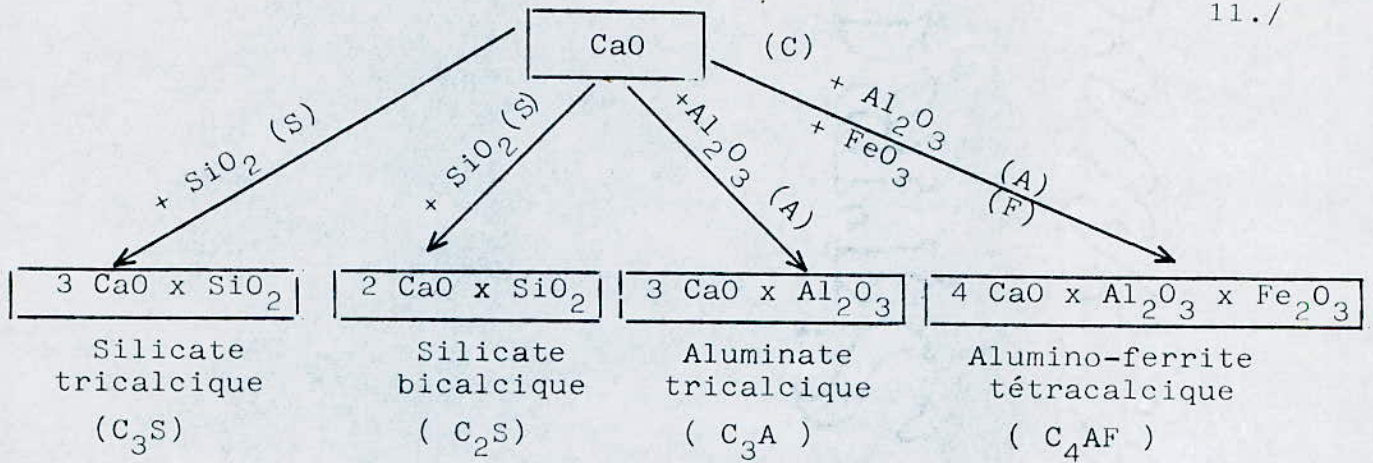 11./
CaO (C)
+ SiO₂ (S)
+ SiO₂ (S)
+Al₂O₃ (A)
+ Al₂O₃ (A)
+ FeO₃ (F)
3 CaO x SiO₂
2 CaO x SiO₂
3 CaO x Al₂O₃
4 CaO x Al₂O₃ x Fe₂O₃
Silicate
tricalcique
(C₃S)
Silicate
bicalcique
( C₂S)
Aluminate
tricalcique
( C₃A )
Alumino-ferrite
tétracalcique
( C₄AF )